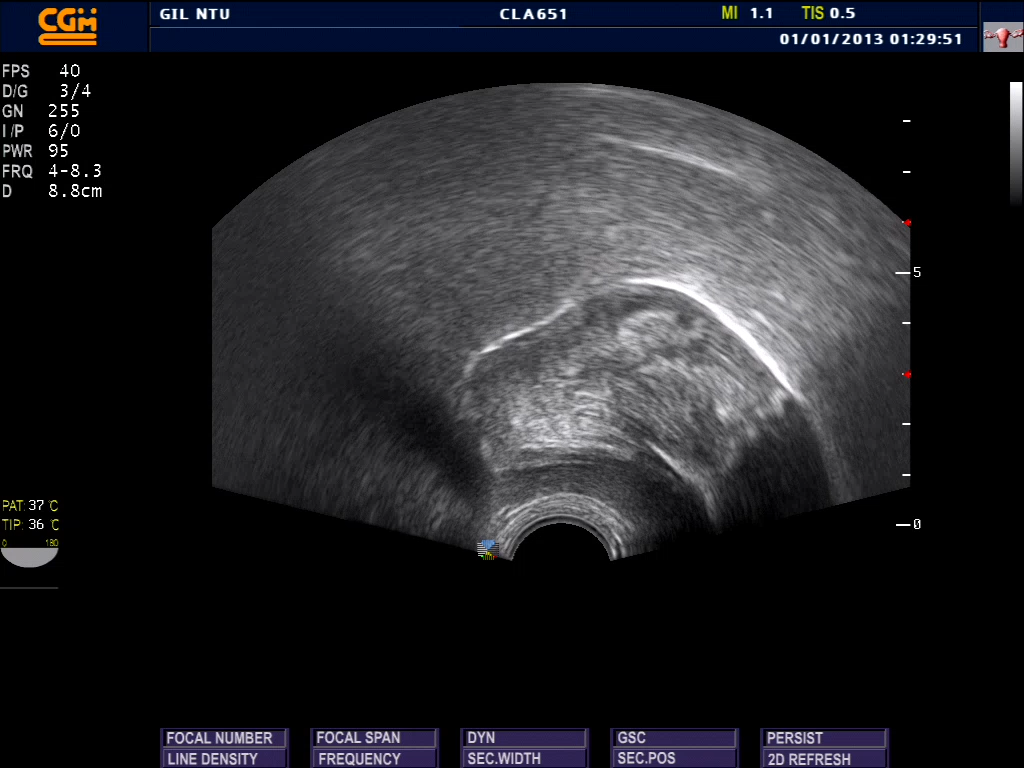 CGM GIL NTU CLA651 MI 1.1 TIS 0.5
01/01/2013 01:29:51
FPS 40
D/G 3/4
GN 255
I/P 6/0
PWR 95
FRQ 4-8.3
D 8.8cm
5
PAT: 37 °C
TIP: 36 °C
0 180
0
FOCAL NUMBER FOCAL SPAN DYN GSC PERSIST
LINE DENSITY FREQUENCY SEC.WIDTH SEC.POS 2D REFRESH